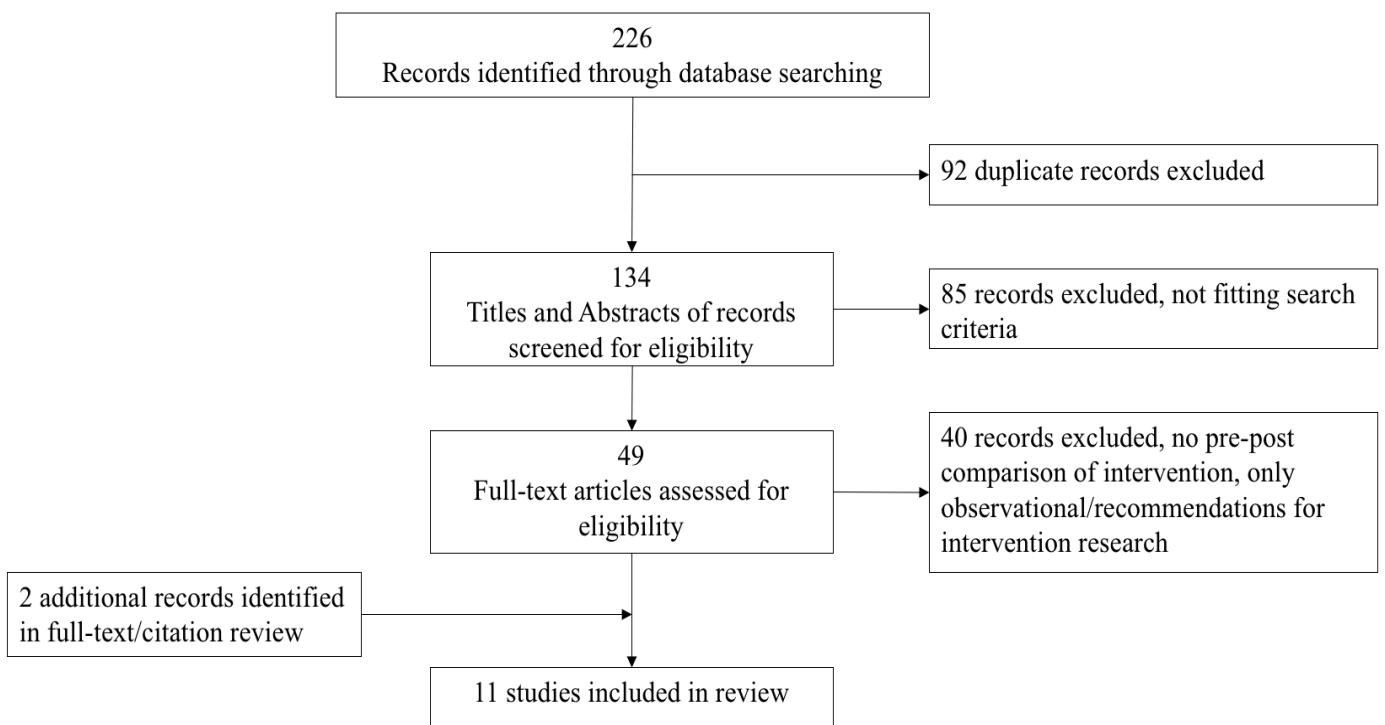 226
Records identified through database searching
92 duplicate records excluded
134
Titles and Abstracts of records
screened for eligibility
85 records excluded, not fitting search
criteria
49
Full-text articles assessed for
eligibility
40 records excluded, no pre-post
comparison of intervention, only
observational/recommendations for
intervention research
2 additional records identified
in full-text/citation review
11 studies included in review